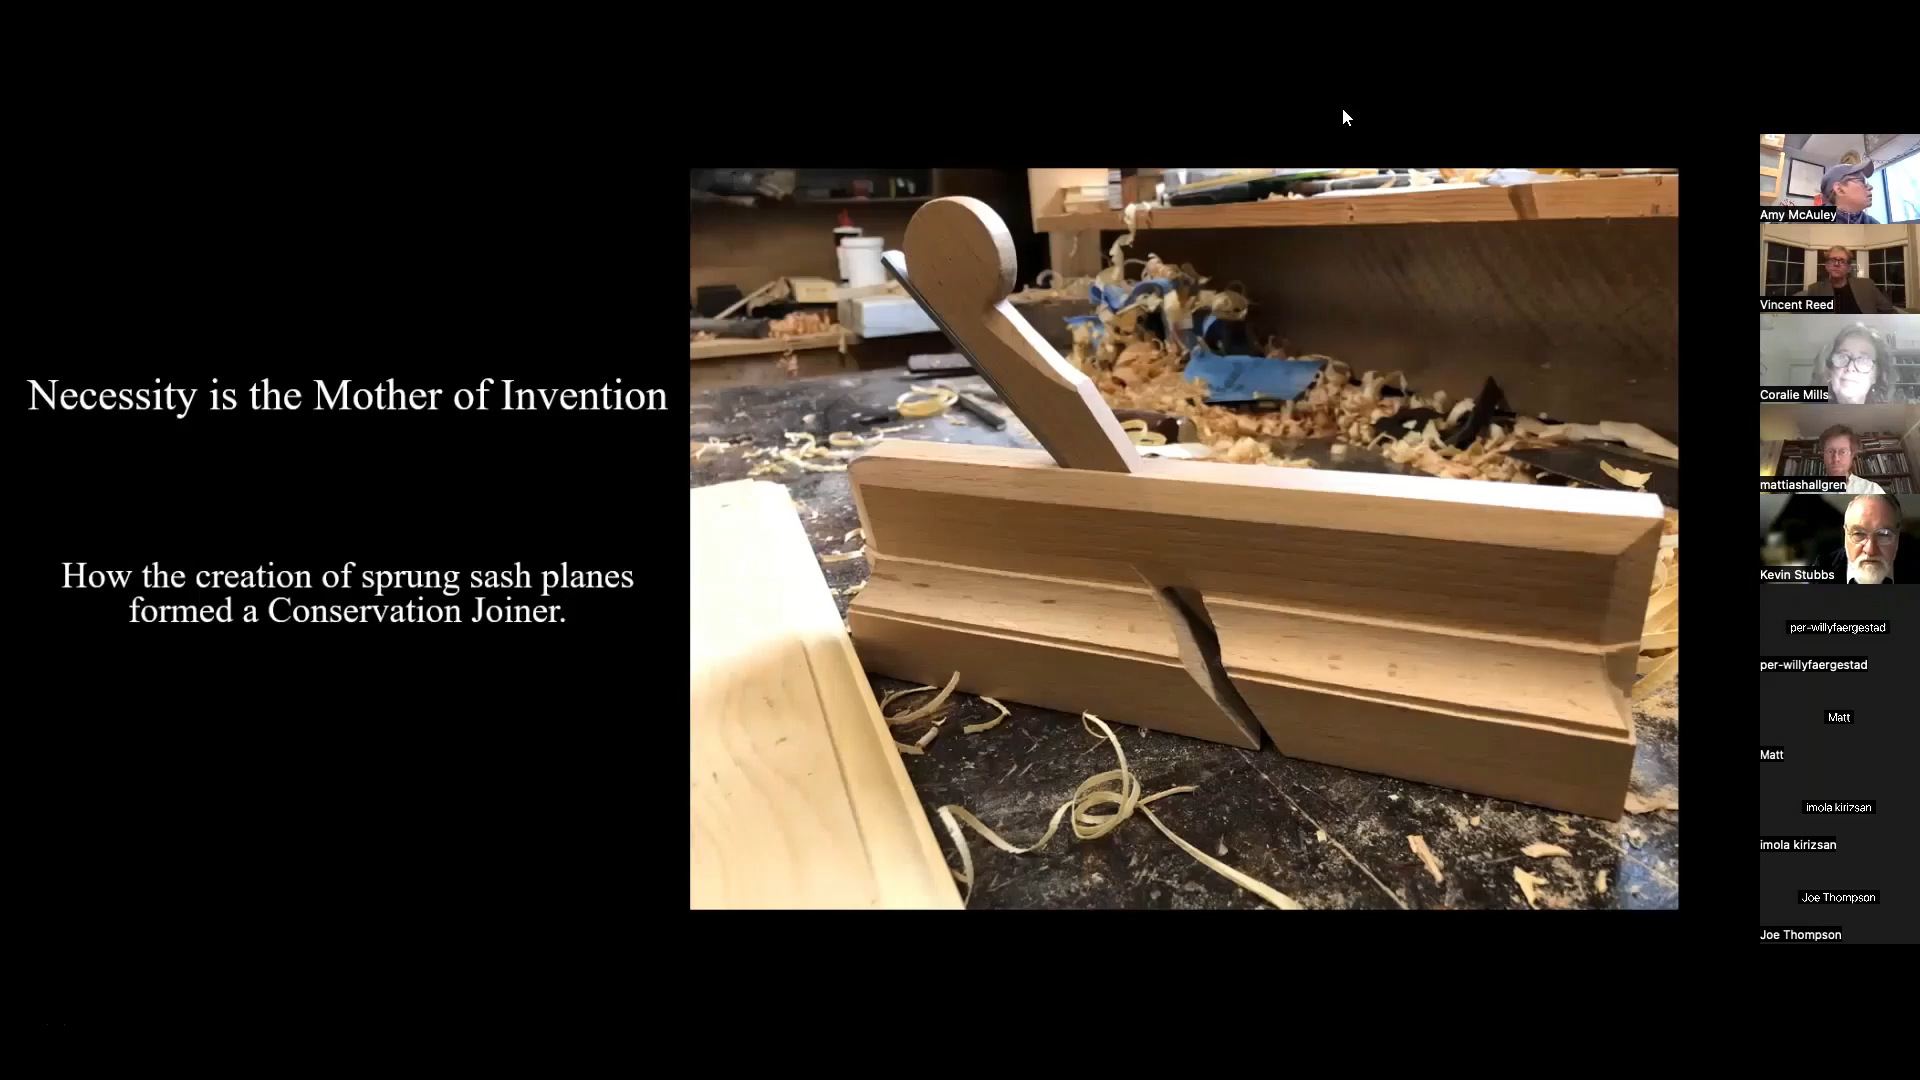 Necessity is the Mother of Invention
How the creation of sprung sash planes
formed a Conservation Joiner.
Amy McAuley
Vincent Reed
Coralie Mills
mattiashallgren
Kevin Stubbs
per-willyfaergestad
per-willyfaergestad
Matt
Matt
imola kirizsan
imola kirizsan
Joe Thompson
Joe Thompson